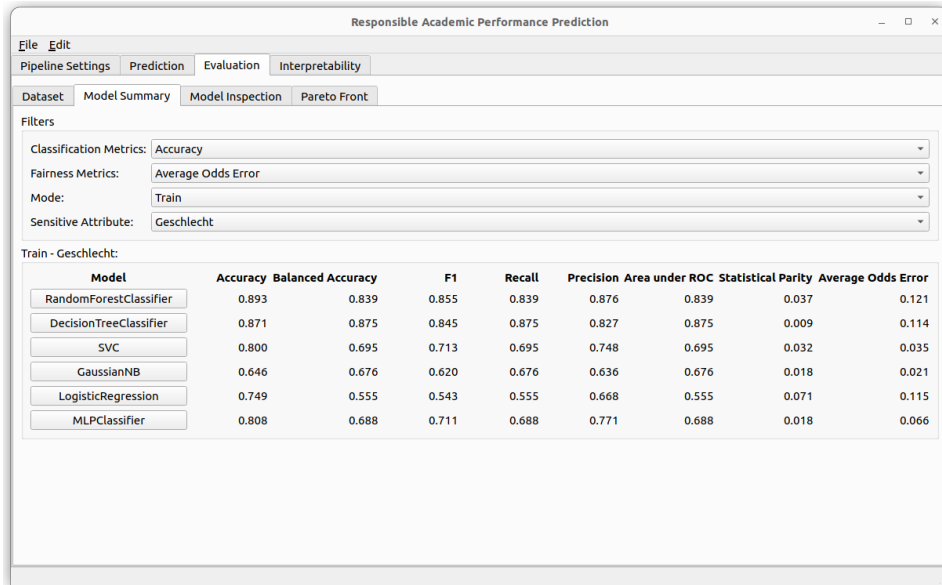 Responsible Academic Performance Prediction
File Edit
Pipeline Settings Prediction Evaluation Interpretability
Dataset Model Summary Model Inspection Pareto Front
Filters
Classification Metrics: Accuracy
Fairness Metrics: Average Odds Error
Mode: Train
Sensitive Attribute: Geschlecht
Train - Geschlecht:
Model Accuracy Balanced Accuracy F1 Recall Precision Area under ROC Statistical Parity Average Odds Error
RandomForestClassifier 0.893 0.839 0.855 0.839 0.876 0.839 0.037 0.121
DecisionTreeClassifier 0.871 0.875 0.845 0.875 0.827 0.875 0.009 0.114
SVC 0.800 0.695 0.713 0.695 0.748 0.695 0.032 0.035
GaussianNB 0.646 0.676 0.620 0.676 0.636 0.676 0.018 0.021
LogisticRegression 0.749 0.555 0.543 0.555 0.668 0.555 0.071 0.115
MLPClassifier 0.808 0.688 0.711 0.688 0.771 0.688 0.018 0.066